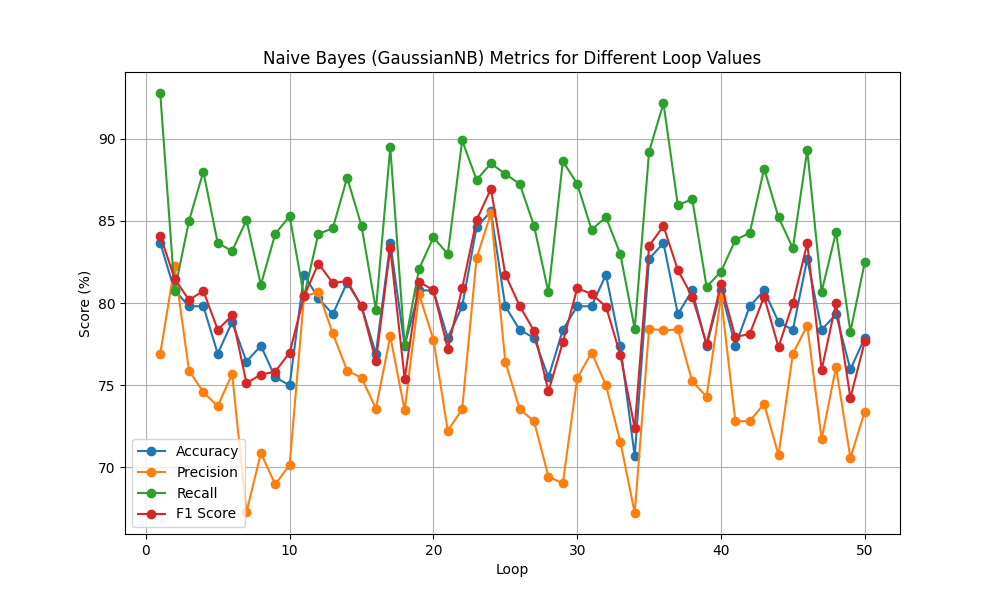 Naive Bayes (GaussianNB) Metrics for Different Loop Values
Score (%)
90
85
80
75
70
Accuracy
Precision
Recall
F1 Score
0 10 20 30 40 50
Loop